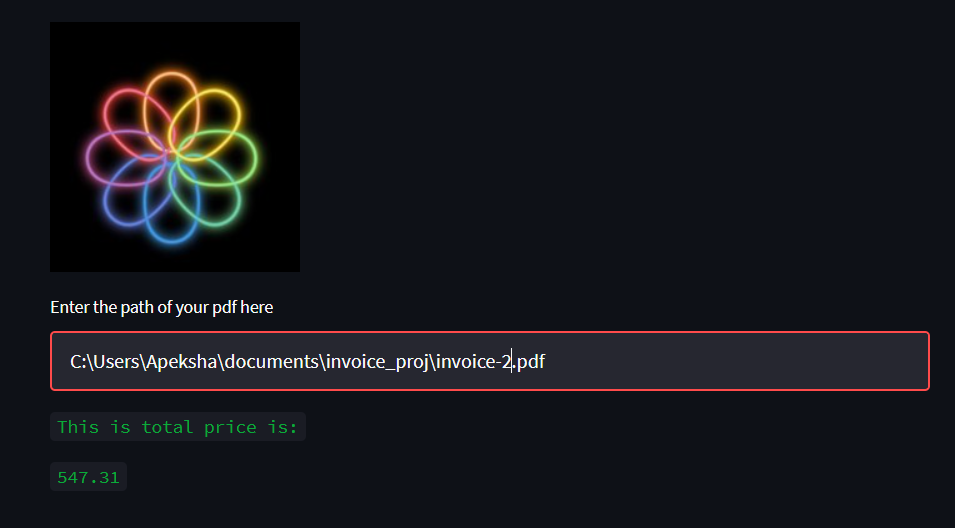 Enter the path of your pdf here
C:\Users\Apeksha\documents\invoice_proj\invoice-2.pdf
This is total price is:
547.31